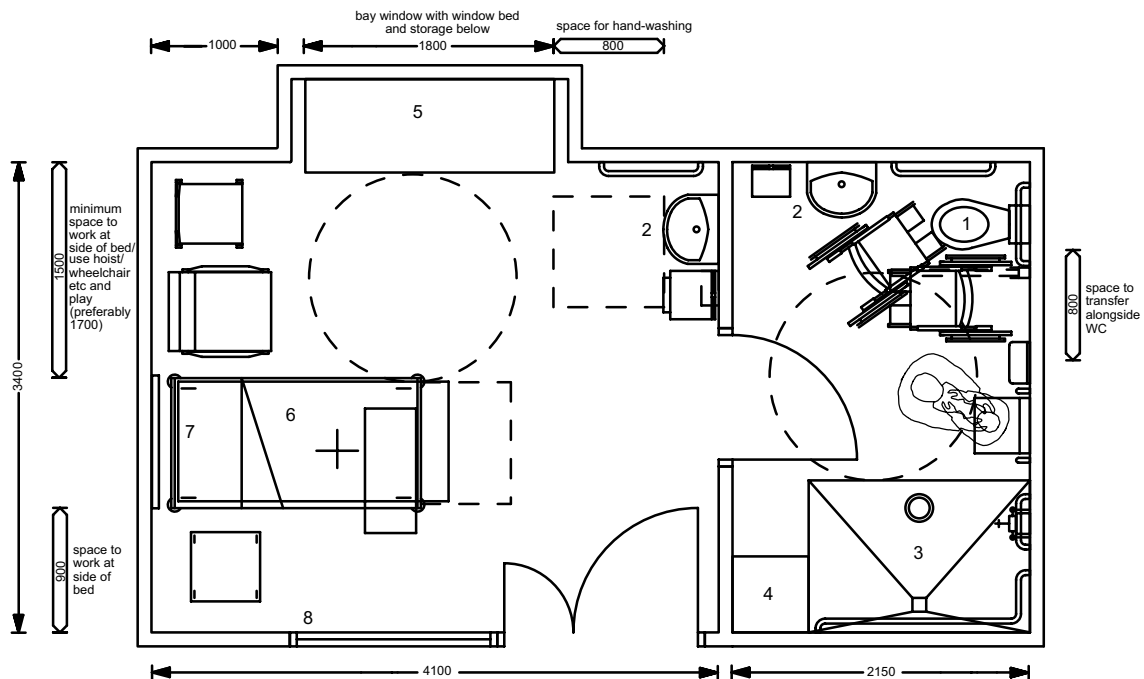 bay window with window bed
and storage below
space for hand-washing
1000
1800
800
5
minimum
space to
work at
side of bed/
use hoist/
wheelchair
etc and
play
(preferably
1700)
1500
3400
2
2
1
800
space to
transfer
alongside
WC
6
7
900
space to
work at
side of
bed
3
4
8
4100
2150